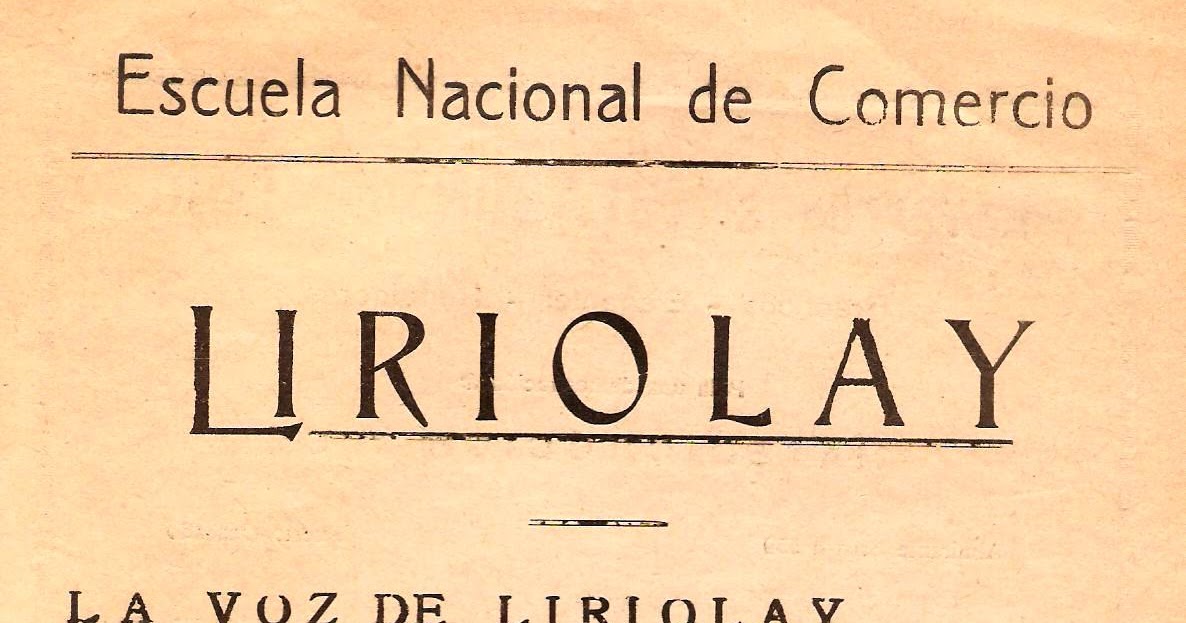 Escuela Nacional de Comercio
LIRIOLAY
LA VOZ DE LIRIOLAY